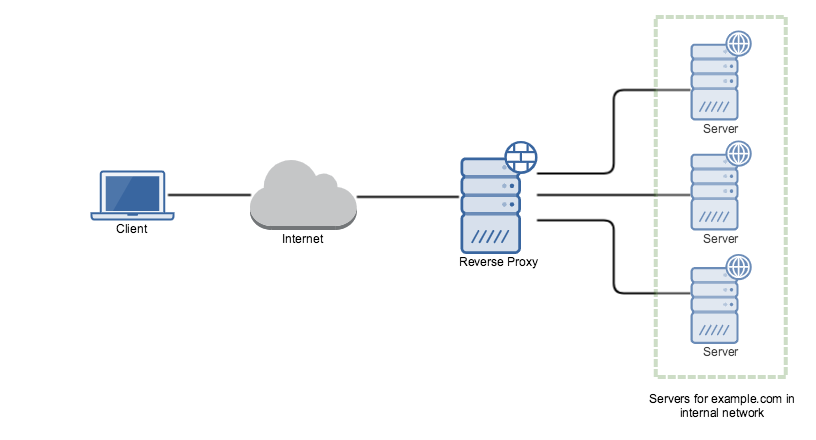 Server
Server
Client
Internet
Reverse Proxy
Server
Servers for example.com in
internal network